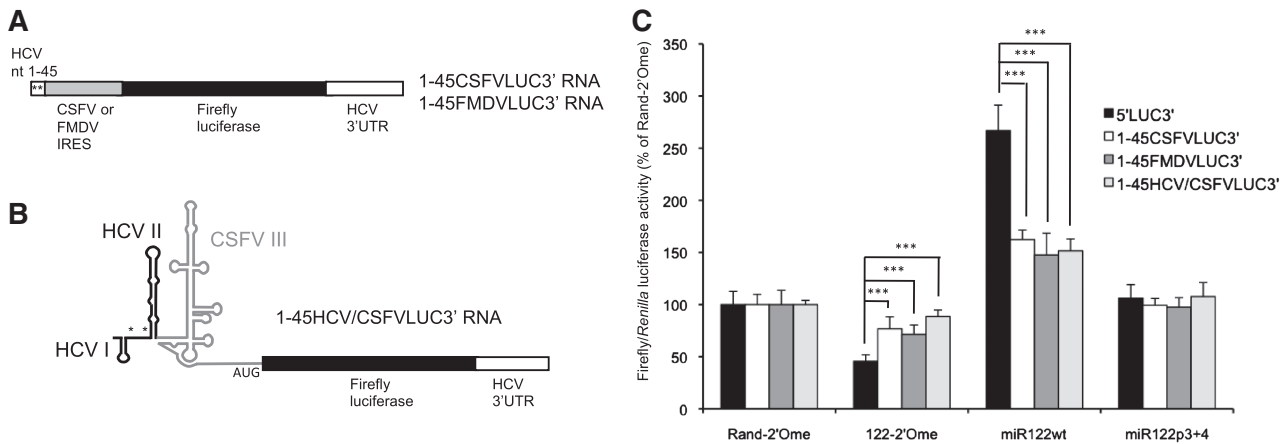 A
HCV
nt 1-45
**
CSFV or
FMDV
IRES
Firefly
luciferase
HCV
3'UTR
1-45CSFVLUC3' RNA
1-45FMDVLUC3' RNA
B
HCV II
CSFV III
* *
HCV I
1-45HCV/CSFVLUC3' RNA
AUG
Firefly
luciferase
HCV
3'UTR
C
Firefly/Renilla luciferase activity (% of Rand-2'Ome)
350
300
250
200
150
100
50
0
***
***
***
***
***
***
5'LUC3'
1-45CSFVLUC3'
1-45FMDVLUC3'
1-45HCV/CSFVLUC3'
Rand-2'Ome
122-2'Ome
miR122wt
miR122p3+4